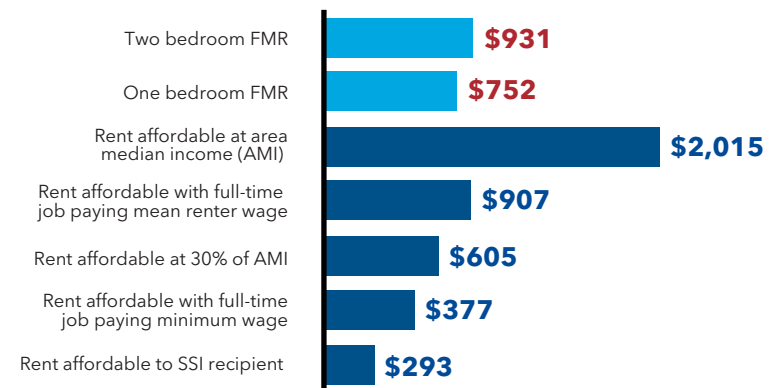 Two bedroom FMR
$931
One bedroom FMR
$752
Rent affordable at area
median income (AMI)
$2,015
Rent affordable with full-time
job paying mean renter wage
$907
Rent affordable at 30% of AMI
$605
Rent affordable with full-time
job paying minimum wage
$377
Rent affordable to SSI recipient
$293